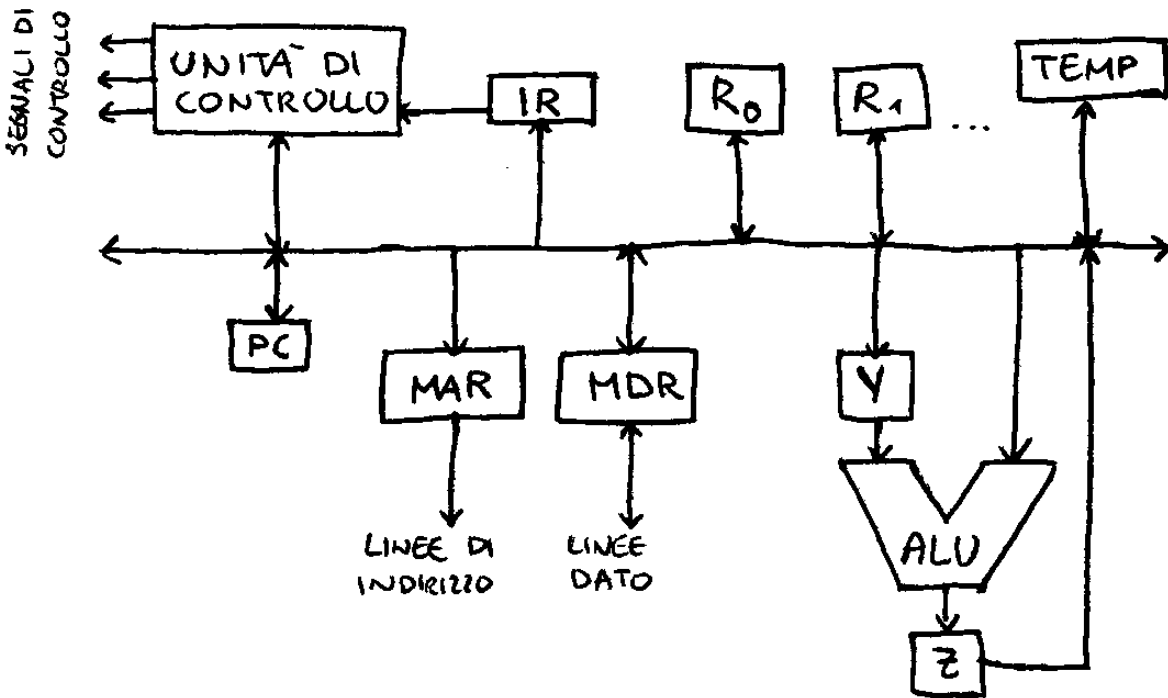 SEGNALI DI
CONTROLLO
UNITÀ DI
CONTROLLO
IR
R0
R1
...
TEMP
PC
MAR
MDR
Y
LINEE DI
INDIRIZZO
LINEE
DATO
ALU
Z